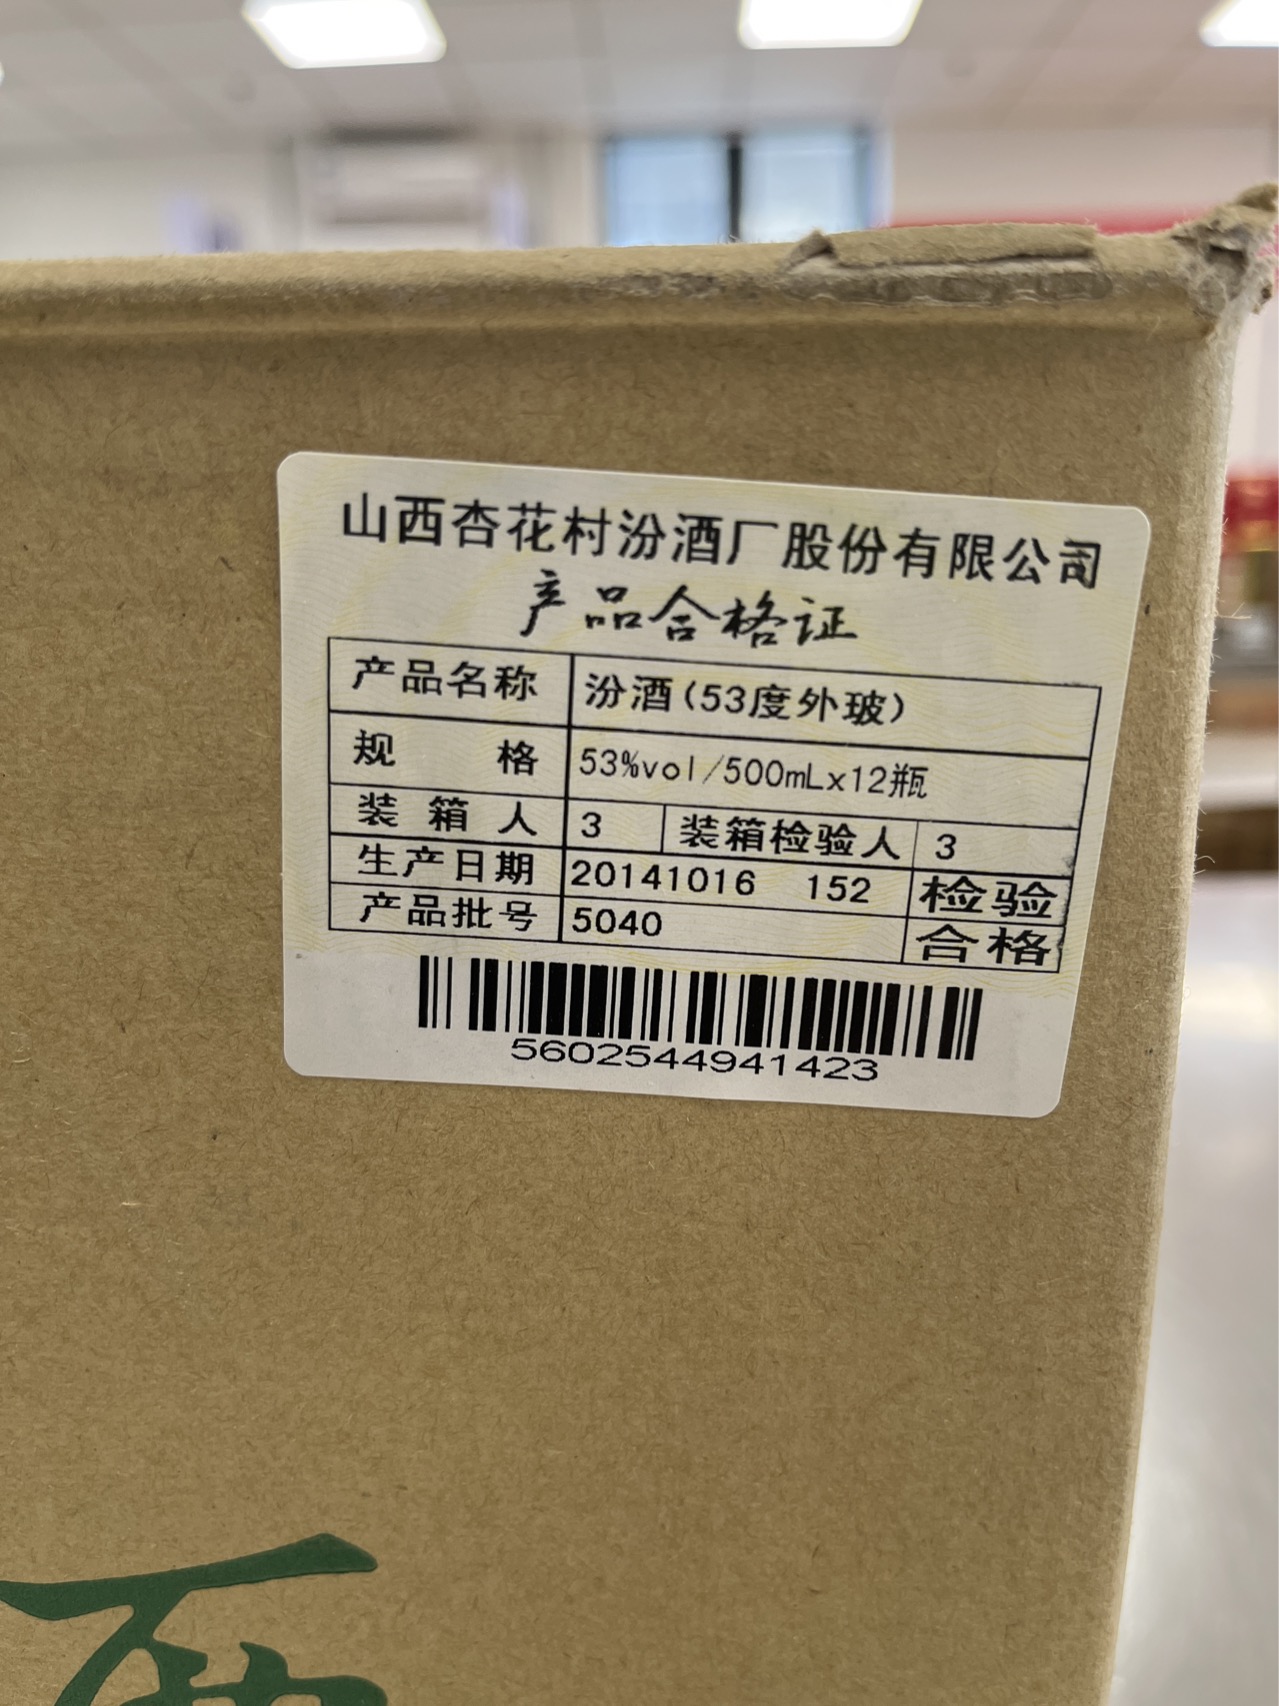 山西杏花村汾酒厂股份有限公司
产品合格证
产品名称 汾酒(53度外玻)
规 格 53%vol/500mLx12瓶
装箱人 3 装箱检验人 3
生产日期 20141016 152 检验
产品批号 5040 合格
5602544941423